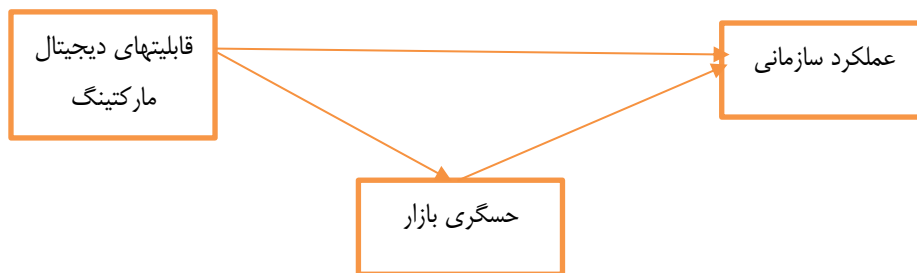 قابلیتهای دیجیتال
مارکتینگ
عملکرد سازمانی
حسگری بازار